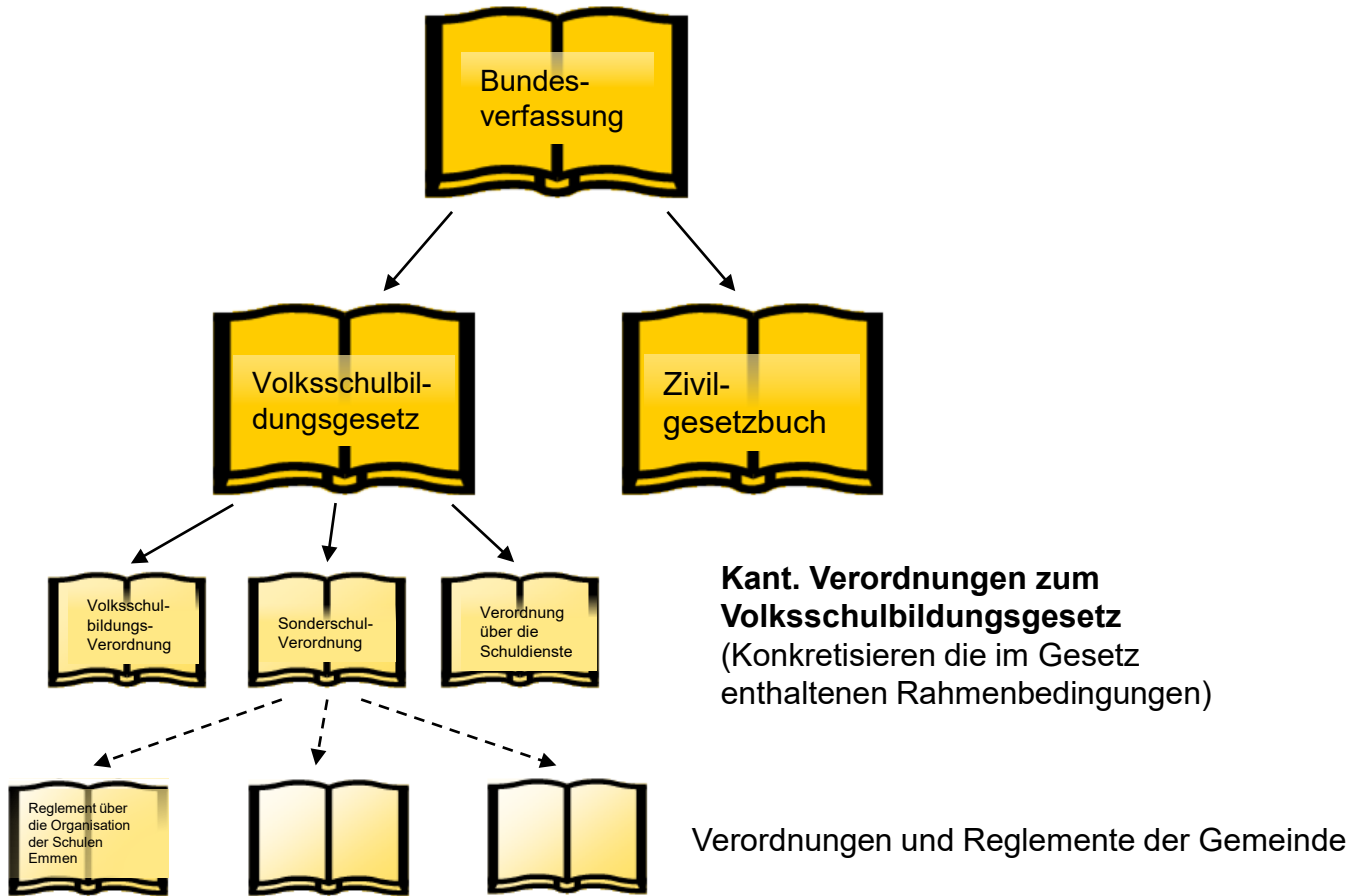 Bundes-
verfassung
Volksschulbil-
dungsgesetz
Zivil-
gesetzbuch
Volksschul-
bildungs-
Verordnung
Sonderschul-
Verordnung
Verordnung
über die
Schuldienste
Kant. Verordnungen zum
Volksschulbildungsgesetz
(Konkretisieren die im Gesetz
enthaltenen Rahmenbedingungen)
Reglement über
die Organisation
der Schulen
Emmen
Verordnungen und Reglemente der Gemeinde